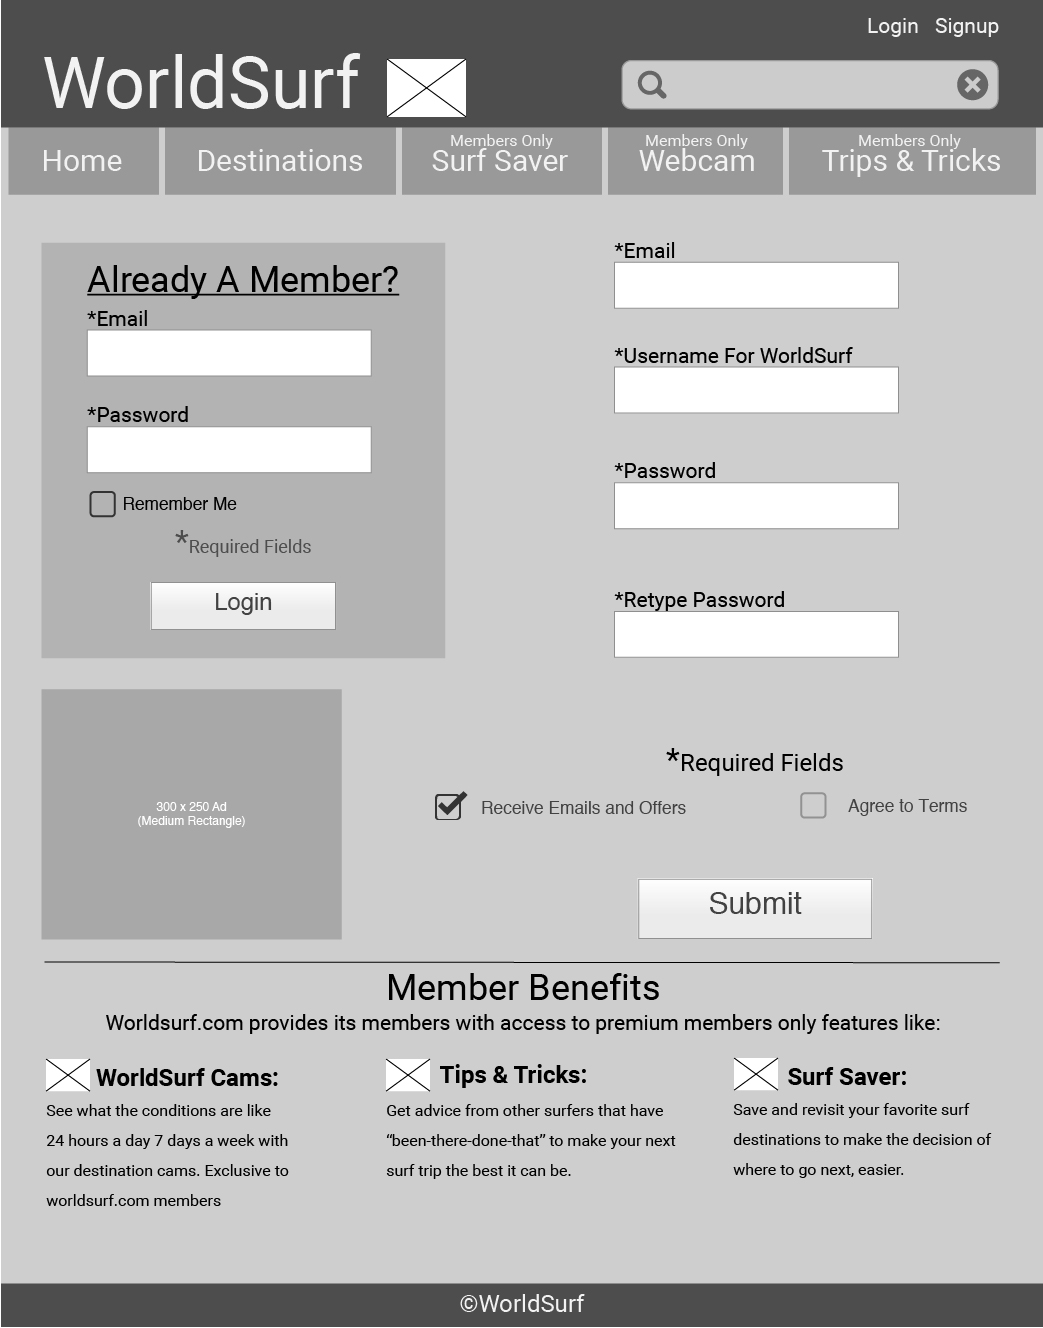 Login Signup
WorldSurf
Home
Destinations
Members Only
Surf Saver
Members Only
Webcam
Members Only
Trips & Tricks
Already A Member?
*Email
*Password
Remember Me
*Required Fields
Login
*Email
*Username For WorldSurf
*Password
*Retype Password
300 x 250 Ad
(Medium Rectangle)
*Required Fields
Receive Emails and Offers
Agree to Terms
Submit
Member Benefits
Worldsurf.com provides its members with access to premium members only features like:
WorldSurf Cams:
See what the conditions are like
24 hours a day 7 days a week with
our destination cams. Exclusive to
worldsurf.com members
Tips & Tricks:
Get advice from other surfers that have
“been-there-done-that” to make your next
surf trip the best it can be.
Surf Saver:
Save and revisit your favorite surf
destinations to make the decision of
where to go next, easier.
©WorldSurf